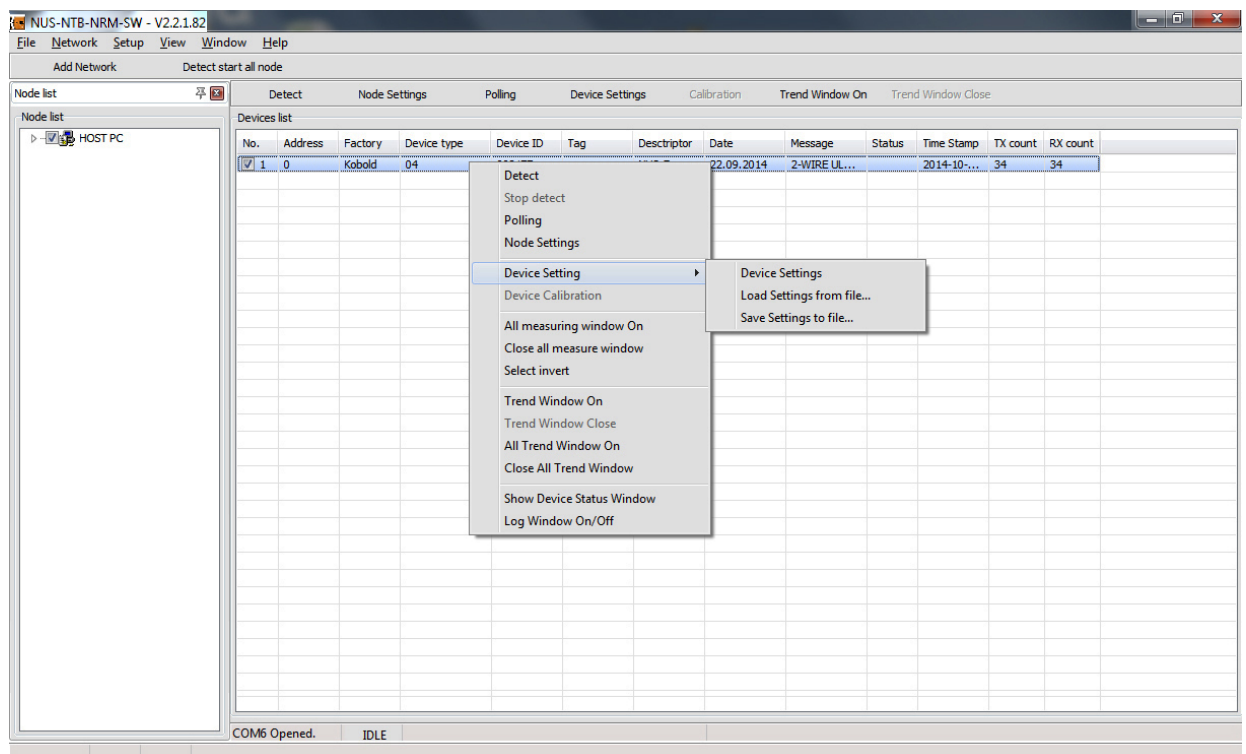 NUS-NTB-NRM-SW - V2.2.1.82
File Network Setup View Window Help
Add Network Detect start all node
Node list
Detect Node Settings Polling Device Settings Calibration Trend Window On Trend Window Close
Node list
HOST PC
Devices list
No. Address Factory Device type Device ID Tag Desctriptor Date Message Status Time Stamp TX count RX count
1 0 Kobold 04 22.09.2014 2-WIRE UL... 2014-10-... 34 34
Detect
Stop detect
Polling
Node Settings
Device Setting
Device Calibration
All measuring window On
Close all measure window
Select invert
Trend Window On
Trend Window Close
All Trend Window On
Close All Trend Window
Show Device Status Window
Log Window On/Off
Device Settings
Load Settings from file...
Save Settings to file...
COM6 Opened. IDLE